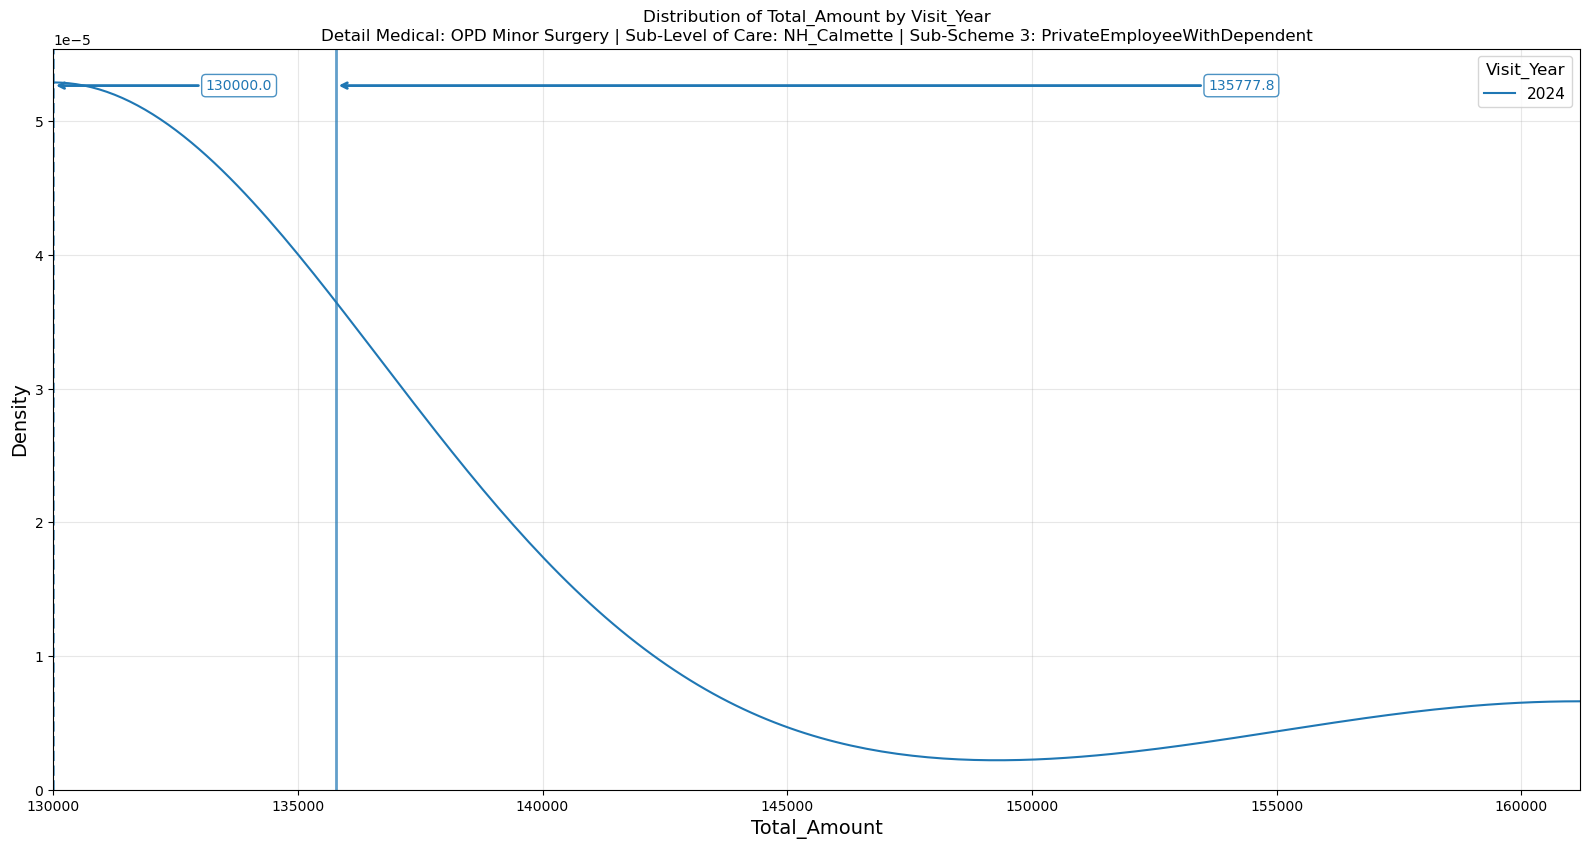 Distribution of Total_Amount by Visit_Year
Detail Medical: OPD Minor Surgery | Sub-Level of Care: NH_Calmette | Sub-Scheme 3: PrivateEmployeeWithDependent
1e−5
130000.0
135777.8
Visit_Year
2024
5
4
3
2
1
0
Density
130000
135000
140000
145000
150000
155000
160000
Total_Amount